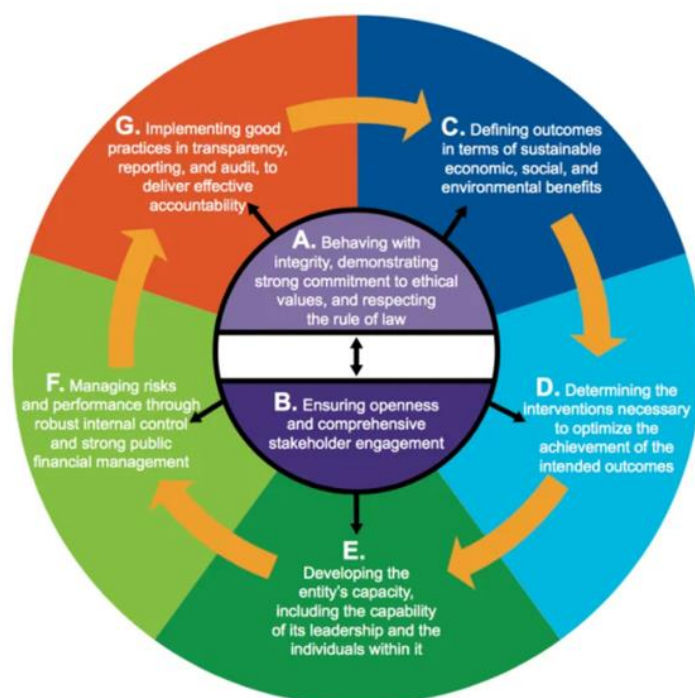 G. Implementing good
practices in transparency,
reporting, and audit, to
deliver effective
accountability
C. Defining outcomes
in terms of sustainable
economic, social, and
environmental benefits
A. Behaving with
integrity, demonstrating
strong commitment to ethical
values, and respecting
the rule of law
B. Ensuring openness
and comprehensive
stakeholder engagement
D. Determining the
interventions necessary
to optimize the
achievement of the
intended outcomes
E.
Developing the
entity's capacity,
including the capability
of its leadership and the
individuals within it
F. Managing risks
and performance through
robust internal control
and strong public
financial management